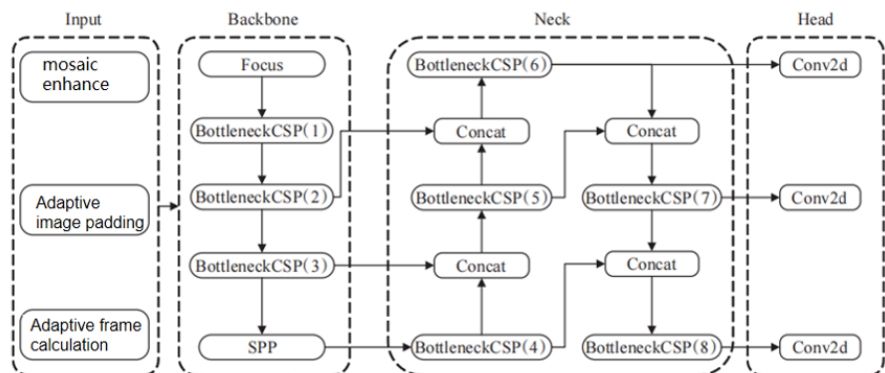 Input
Backbone
Neck
Head
mosaic
enhance
Adaptive
image padding
Adaptive frame
calculation
Focus
BottleneckCSP(1)
BottleneckCSP(2)
BottleneckCSP(3)
SPP
BottleneckCSP(6)
Concat
BottleneckCSP(5)
Concat
BottleneckCSP(4)
Concat
BottleneckCSP(7)
Concat
BottleneckCSP(8)
Conv2d
Conv2d
Conv2d